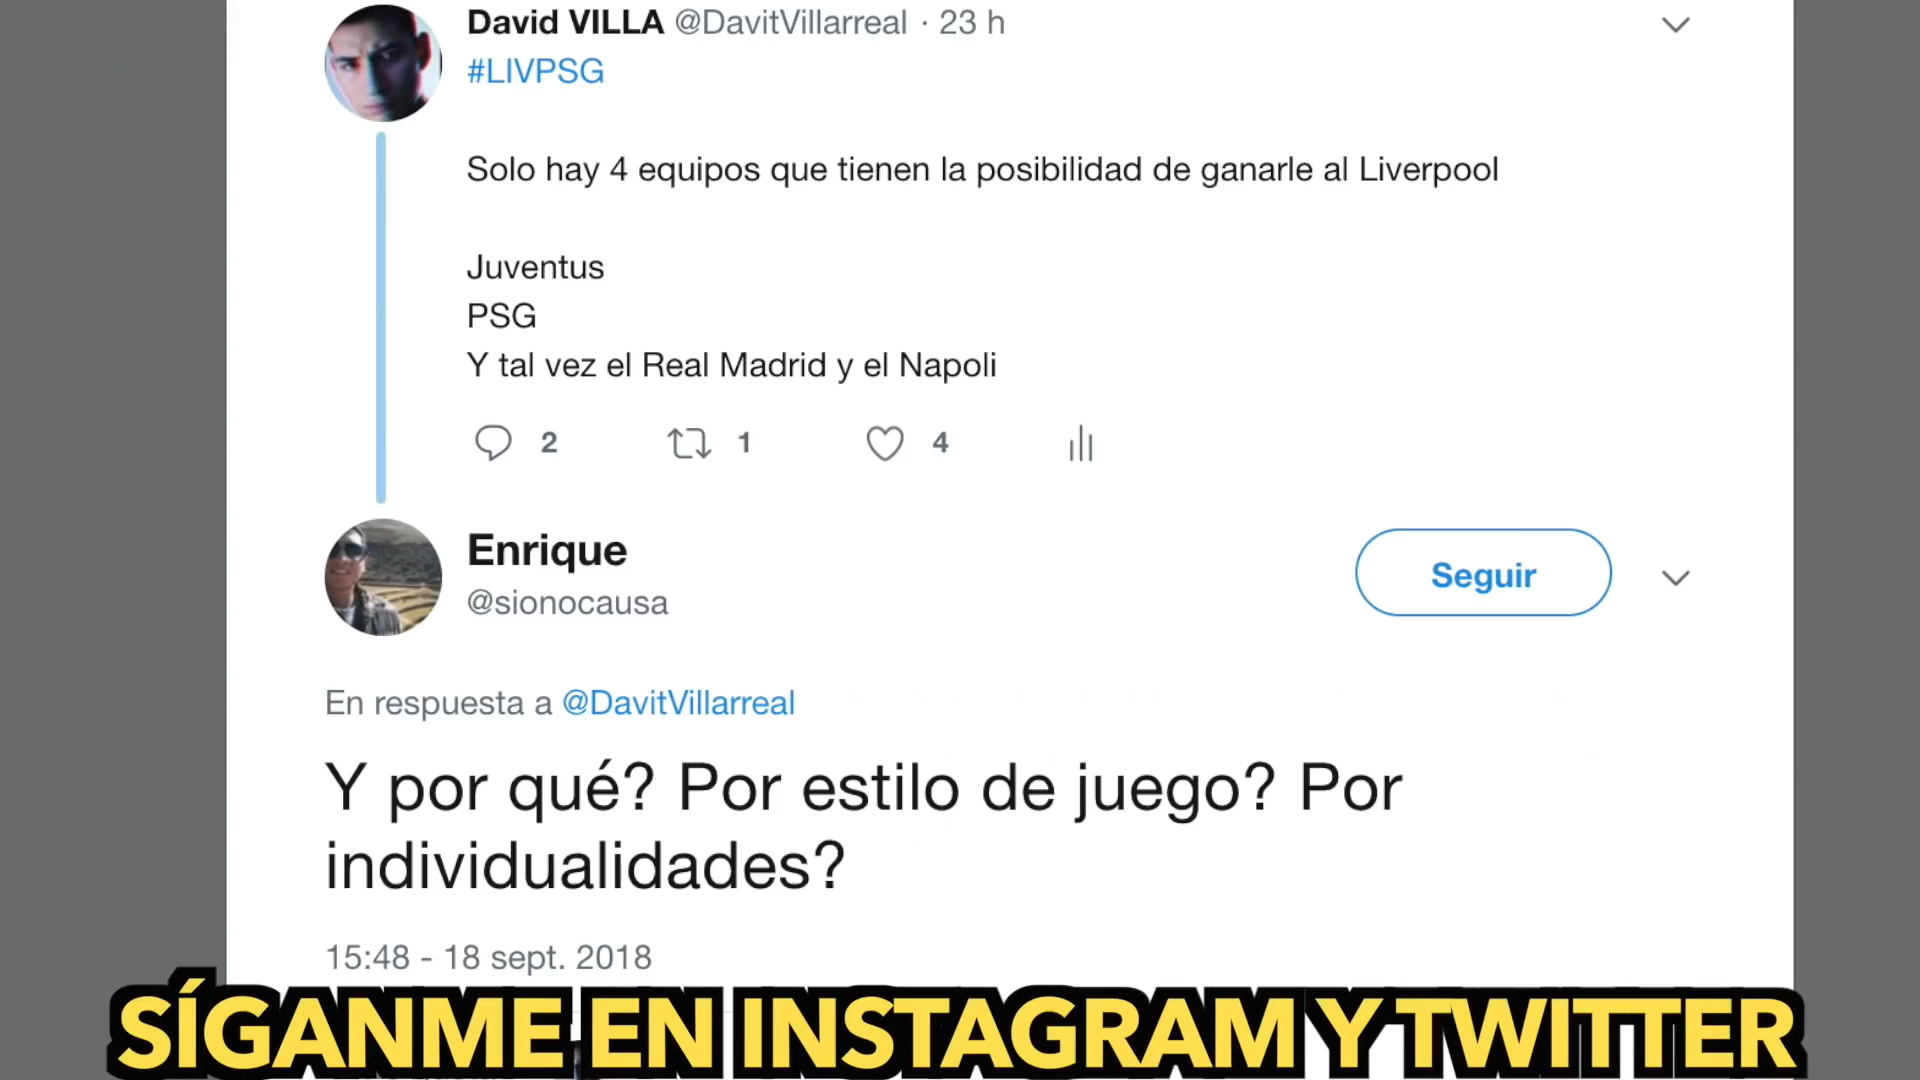 David VILLA @DavitVillarreal · 23 h
#LIVPSG
Solo hay 4 equipos que tienen la posibilidad de ganarle al Liverpool
Juventus
PSG
Y tal vez el Real Madrid y el Napoli
2 1 4
Enrique
@sionocausa
Seguir
En respuesta a @DavitVillarreal
Y por qué? Por estilo de juego? Por
individualidades?
15:48 - 18 sept. 2018
SÍGANME EN INSTAGRAM Y TWITTER